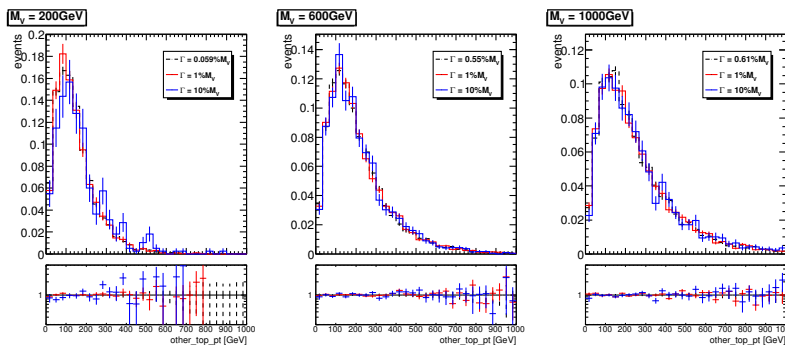 M_V = 200GeV
events
0.2
0.18
0.16
0.14
0.12
0.1
0.08
0.06
0.04
0.02
0
Γ = 0.059%M_V
Γ = 1%M_V
Γ = 10%M_V
1
0 100 200 300 400 500 600 700 800 900 1000
other_top_pt [GeV]
M_V = 600GeV
events
0.14
0.12
0.1
0.08
0.06
0.04
0.02
0
Γ = 0.55%M_V
Γ = 1%M_V
Γ = 10%M_V
1
0 100 200 300 400 500 600 700 800 900 1000
other_top_pt [GeV]
M_V = 1000GeV
events
0.12
0.1
0.08
0.06
0.04
0.02
0
Γ = 0.61%M_V
Γ = 1%M_V
Γ = 10%M_V
1
0 100 200 300 400 500 600 700 800 900 1000
other_top_pt [GeV]